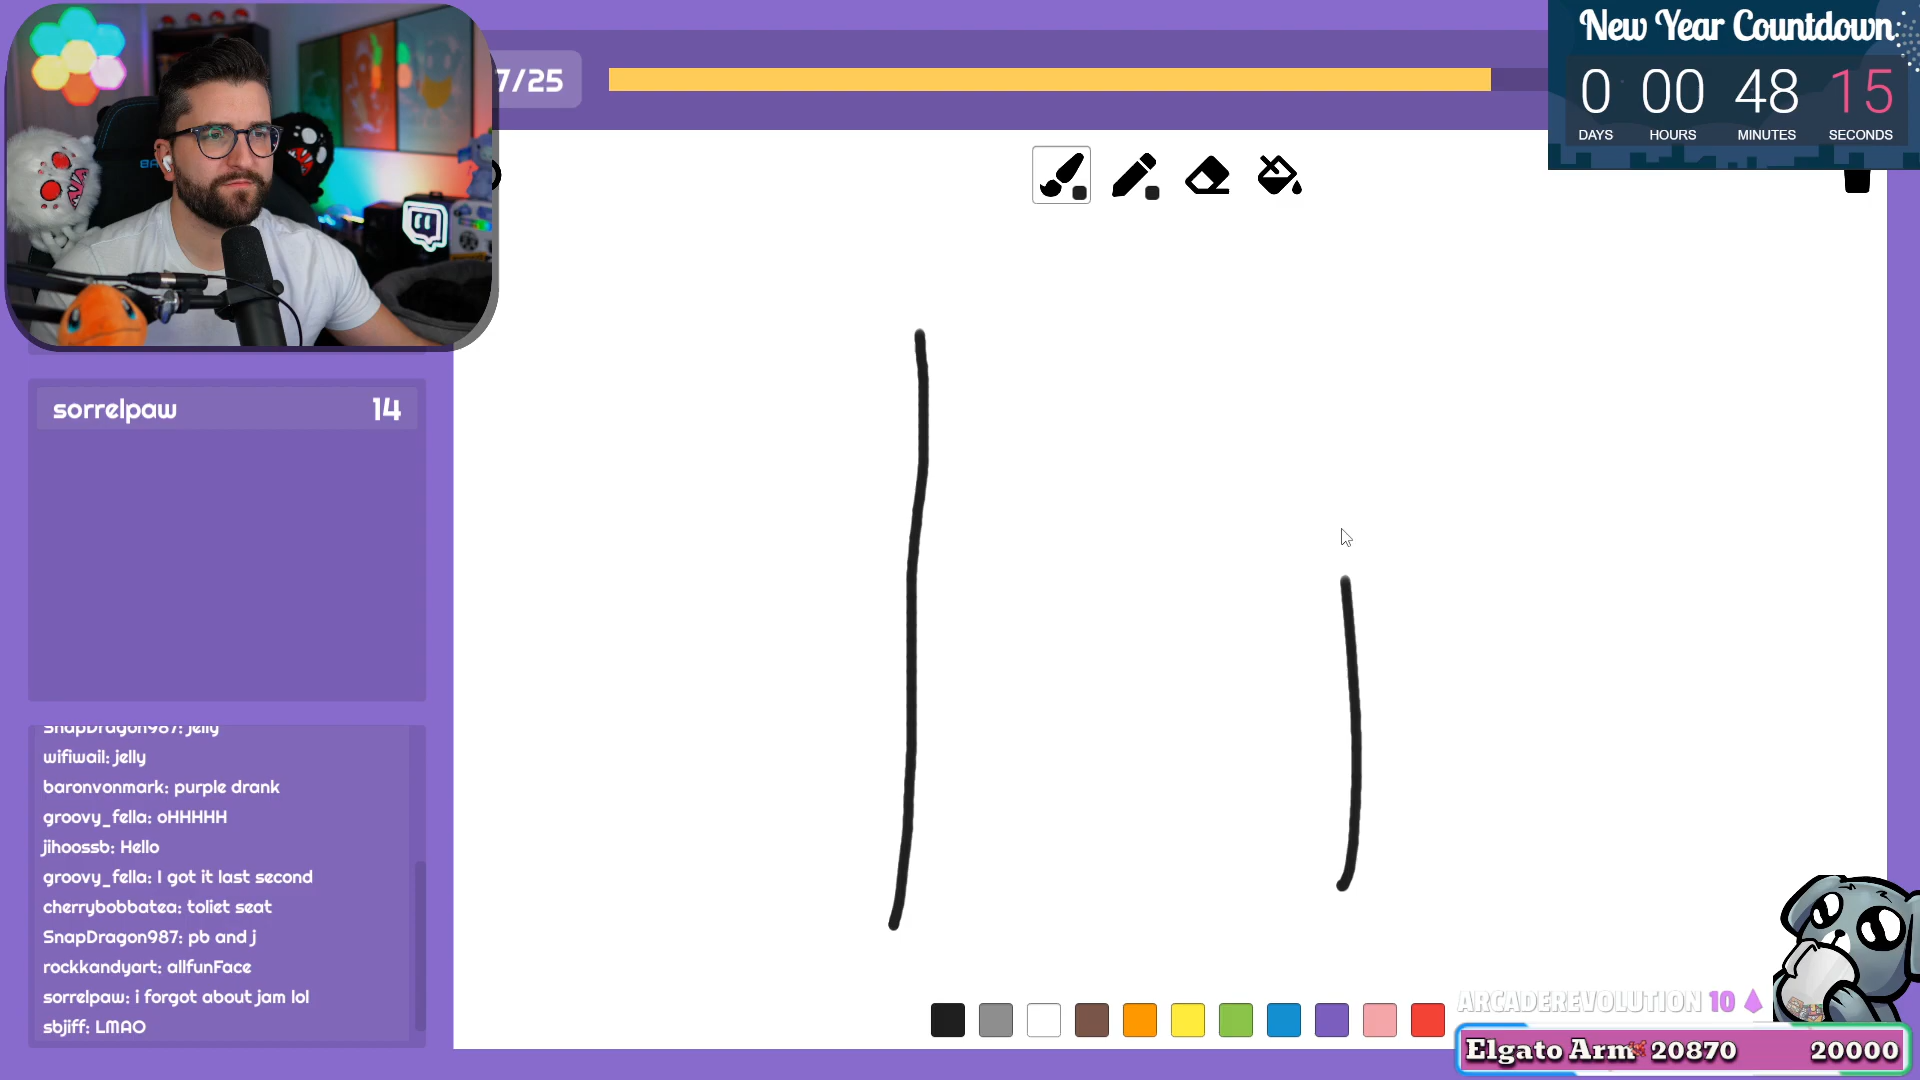 7/25
New Year Countdown
0 00 48 15
DAYS HOURS MINUTES SECONDS
sorrelpaw 14
SnapDragon987: jelly
wifiwail: jelly
baronvonmark: purple drank
groovy_fella: oHHHHH
jihoossb: Hello
groovy_fella: I got it last second
cherrybobbatea: toliet seat
SnapDragon987: pb and j
rockkandyart: allfunFace
sorrelpaw: i forgot about jam lol
sbjiff: LMAO
ARCADEREVOLUTION 10
Elgato Arm 20870 20000